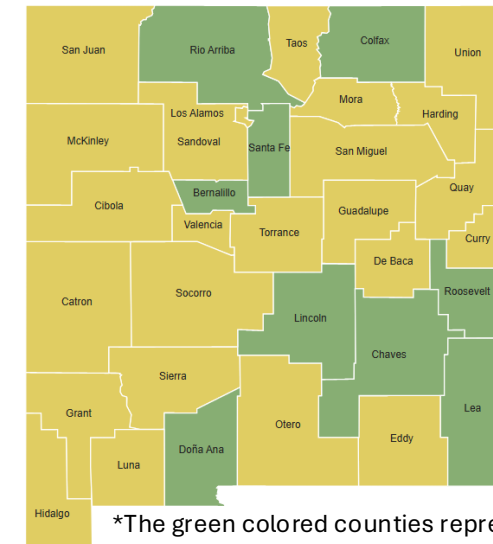 San Juan
Rio Arriba
Taos
Colfax
Union
Mora
Los Alamos
Harding
McKinley
Sandoval
Santa Fe
San Miguel
Bernalillo
Quay
Cibola
Guadalupe
Valencia
Torrance
Curry
De Baca
Roosevelt
Catron
Socorro
Lincoln
Chaves
Sierra
Grant
Lea
Otero
Eddy
Doña Ana
Luna
Hidalgo
*The green colored counties repre